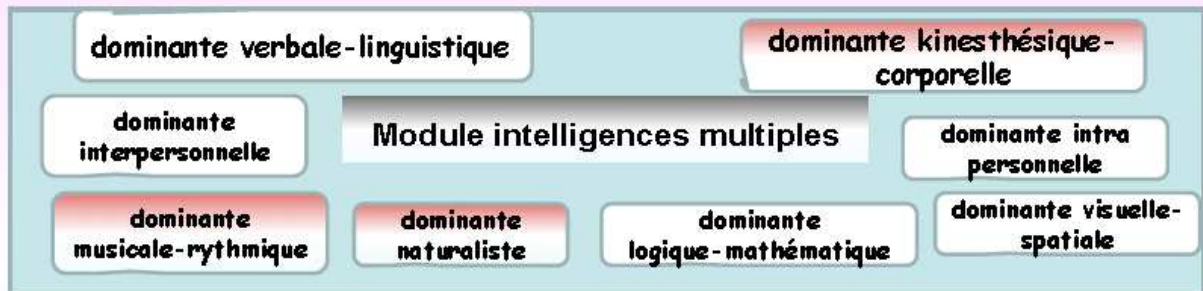 dominante verbale-linguistique
dominante kinesthésique-
corporelle
dominante
interpersonnelle
Module intelligences multiples
dominante intra
personnelle
dominante
musicale-rythmique
dominante
naturaliste
dominante
logique-mathématique
dominante visuelle-
spatiale